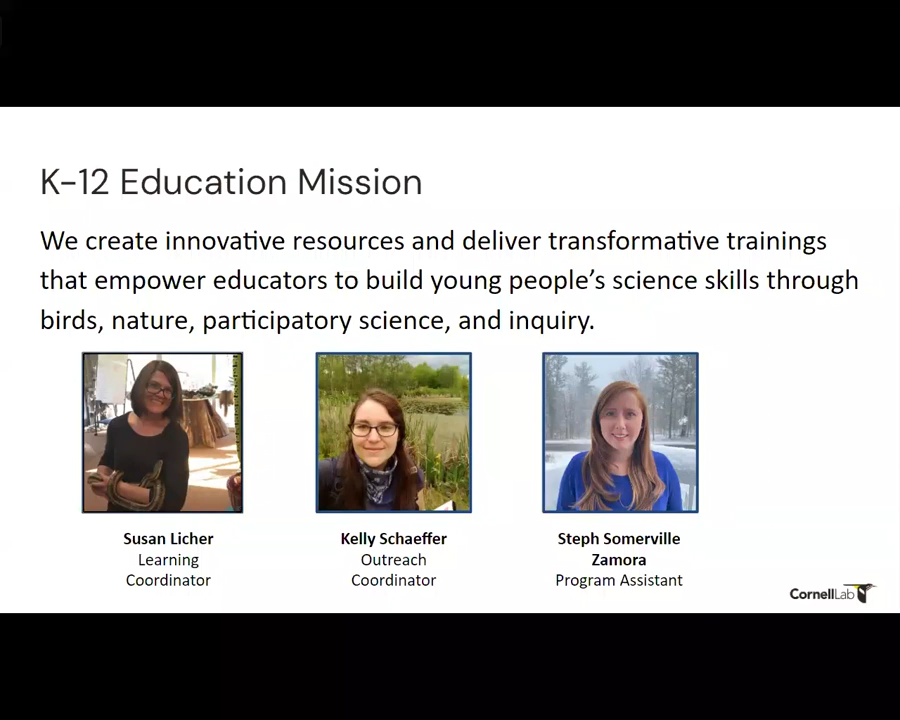 K-12 Education Mission
We create innovative resources and deliver transformative trainings
that empower educators to build young people’s science skills through
birds, nature, participatory science, and inquiry.
Susan Licher
Learning
Coordinator
Kelly Schaeffer
Outreach
Coordinator
Steph Somerville
Zamora
Program Assistant
CornellLab